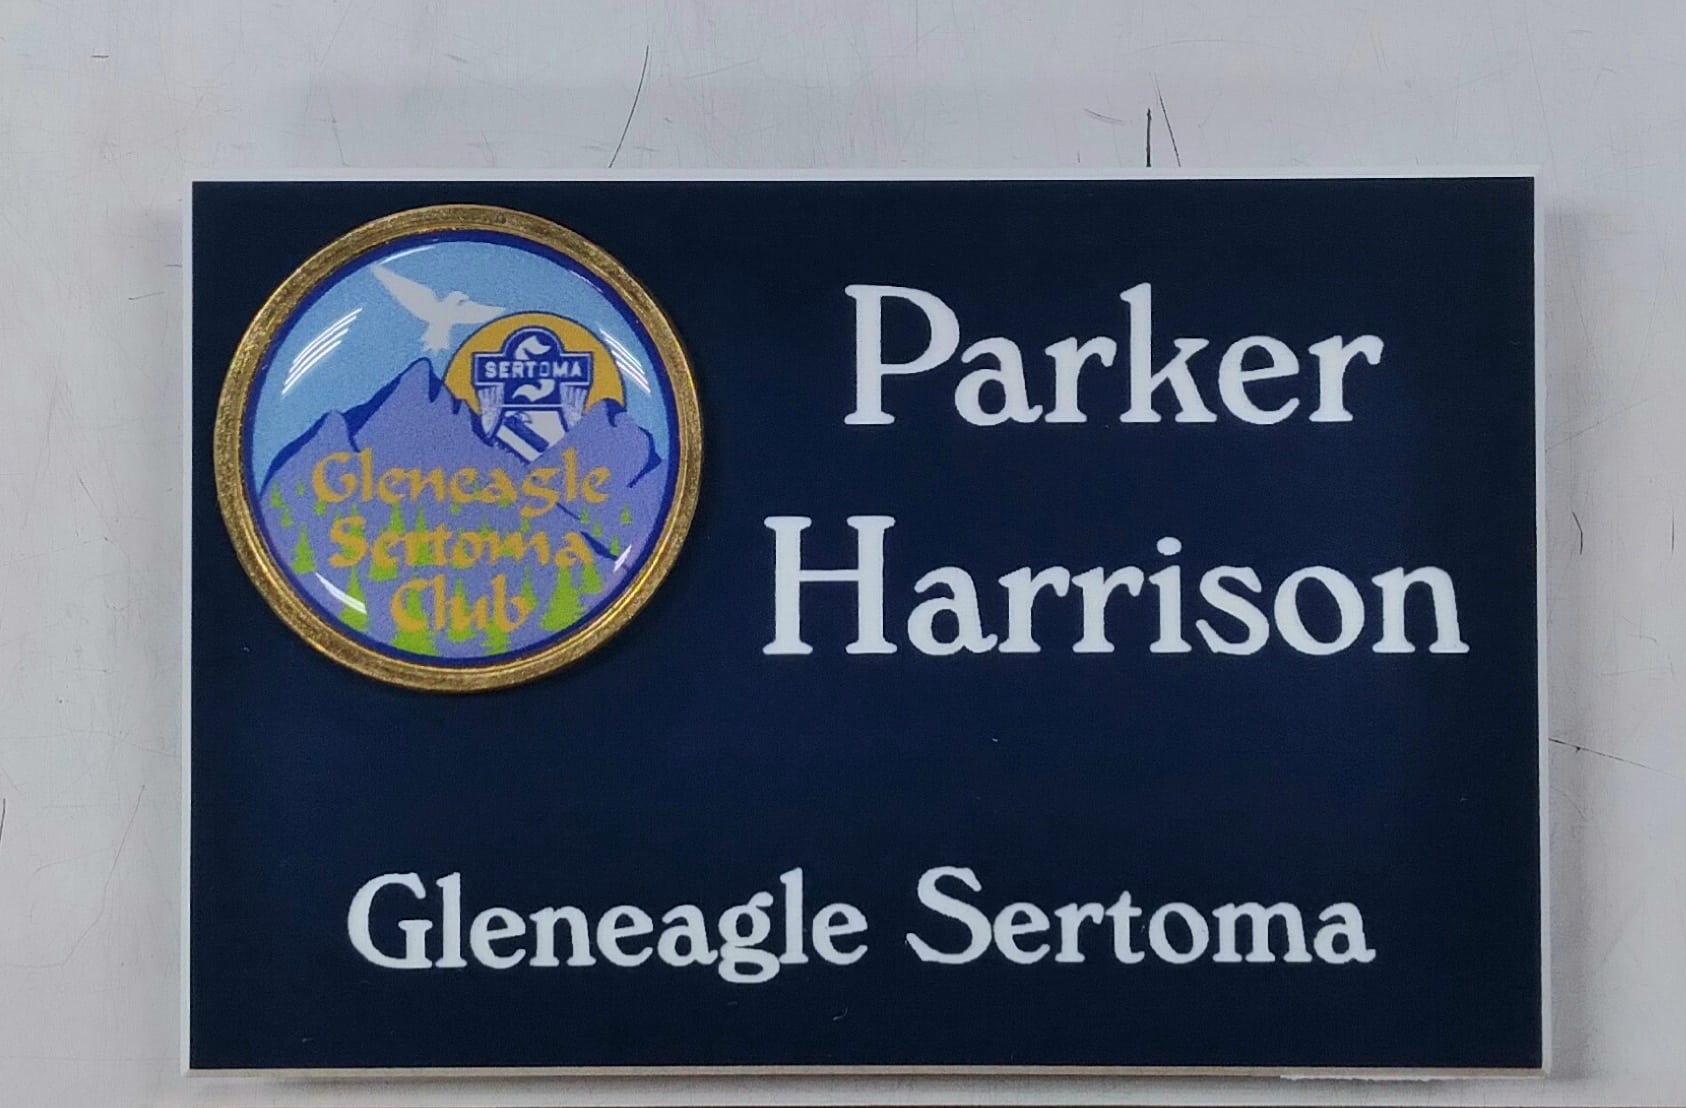 SERTOMA
Gleneagle
Sertoma
Club
Parker
Harrison
Gleneagle Sertoma